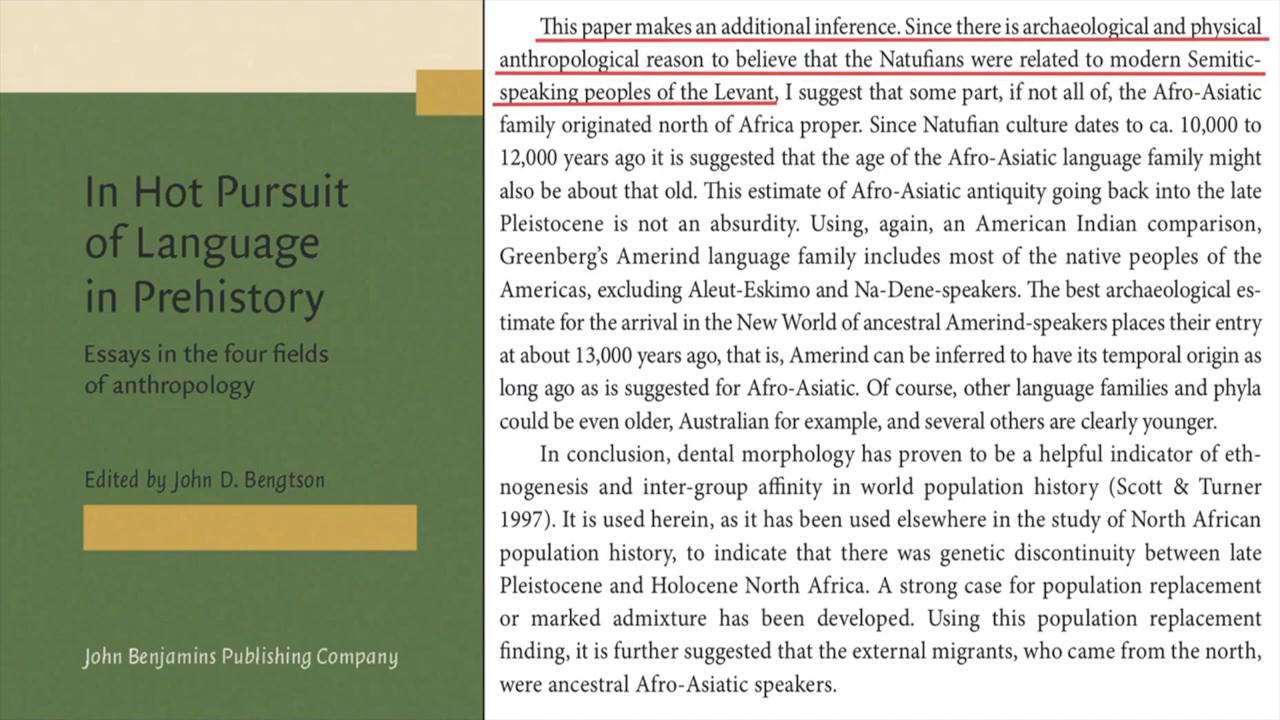 In Hot Pursuit
of Language
in Prehistory
Essays in the four fields
of anthropology
Edited by John D. Bengtson
John Benjamins Publishing Company
This paper makes an additional inference. Since there is archaeological and physical
anthropological reason to believe that the Natufians were related to modern Semitic-
speaking peoples of the Levant, I suggest that some part, if not all of, the Afro-Asiatic
family originated north of Africa proper. Since Natufian culture dates to ca. 10,000 to
12,000 years ago it is suggested that the age of the Afro-Asiatic language family might
also be about that old. This estimate of Afro-Asiatic antiquity going back into the late
Pleistocene is not an absurdity. Using, again, an American Indian comparison,
Greenberg’s Amerind language family includes most of the native peoples of the
Americas, excluding Aleut-Eskimo and Na-Dene-speakers. The best archaeological es-
timate for the arrival in the New World of ancestral Amerind-speakers places their entry
at about 13,000 years ago, that is, Amerind can be inferred to have its temporal origin as
long ago as is suggested for Afro-Asiatic. Of course, other language families and phyla
could be even older, Australian for example, and several others are clearly younger.
In conclusion, dental morphology has proven to be a helpful indicator of eth-
nogenesis and inter-group affinity in world population history (Scott & Turner
1997). It is used herein, as it has been used elsewhere in the study of North African
population history, to indicate that there was genetic discontinuity between late
Pleistocene and Holocene North Africa. A strong case for population replacement
or marked admixture has been developed. Using this population replacement
finding, it is further suggested that the external migrants, who came from the north,
were ancestral Afro-Asiatic speakers.